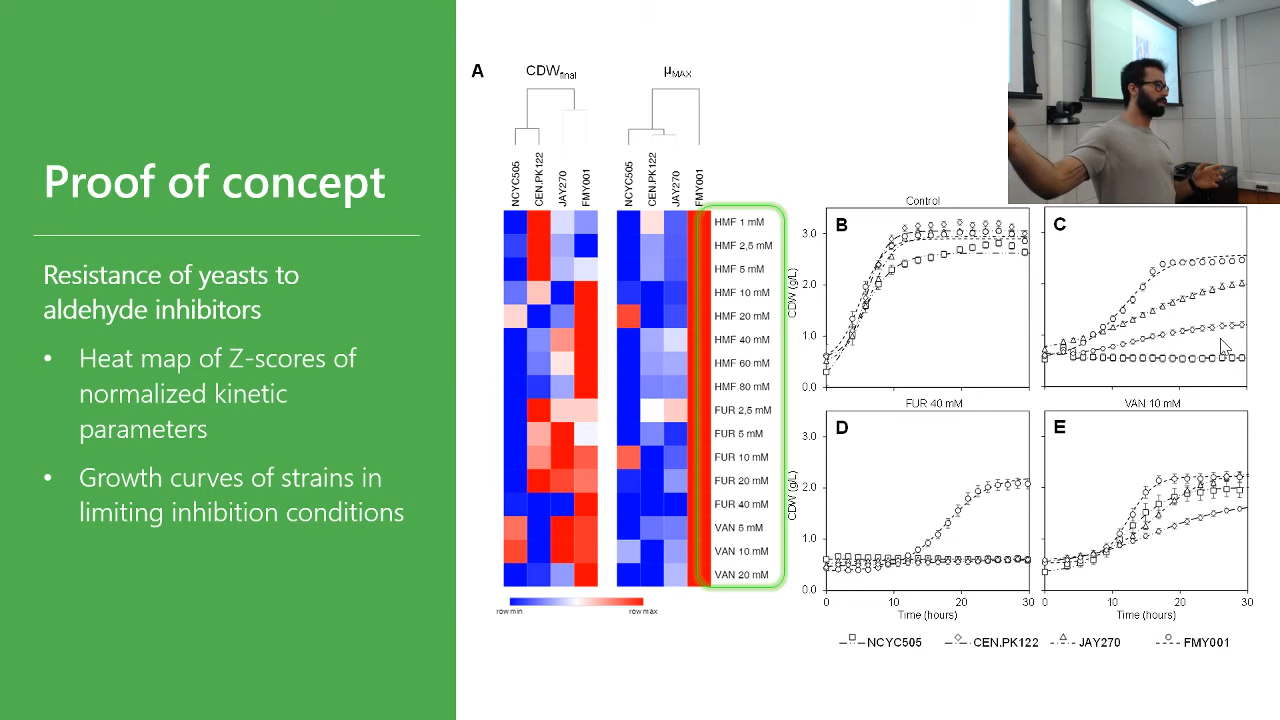 Proof of concept
Resistance of yeasts to
aldehyde inhibitors
• Heat map of Z-scores of
normalized kinetic
parameters
• Growth curves of strains in
limiting inhibition conditions
A
CDWfinal
µMAX
NCYC505
CEN.PK122
JAY270
FMY001
NCYC505
CEN.PK122
JAY270
FMY001
HMF 1 mM
HMF 2,5 mM
HMF 5 mM
HMF 10 mM
HMF 20 mM
HMF 40 mM
HMF 60 mM
HMF 80 mM
FUR 2,5 mM
FUR 5 mM
FUR 10 mM
FUR 20 mM
FUR 40 mM
VAN 5 mM
VAN 10 mM
VAN 20 mM
row min
row max
Control
B
CDW (g/L)
3.0
2.0
1.0
0.0
C
FUR 40 mM
D
CDW (g/L)
3.0
2.0
1.0
0.0
0 10 20 30
Time (hours)
VAN 10 mM
E
0 10 20 30
Time (hours)
NCYC505 CEN.PK122 JAY270 FMY001